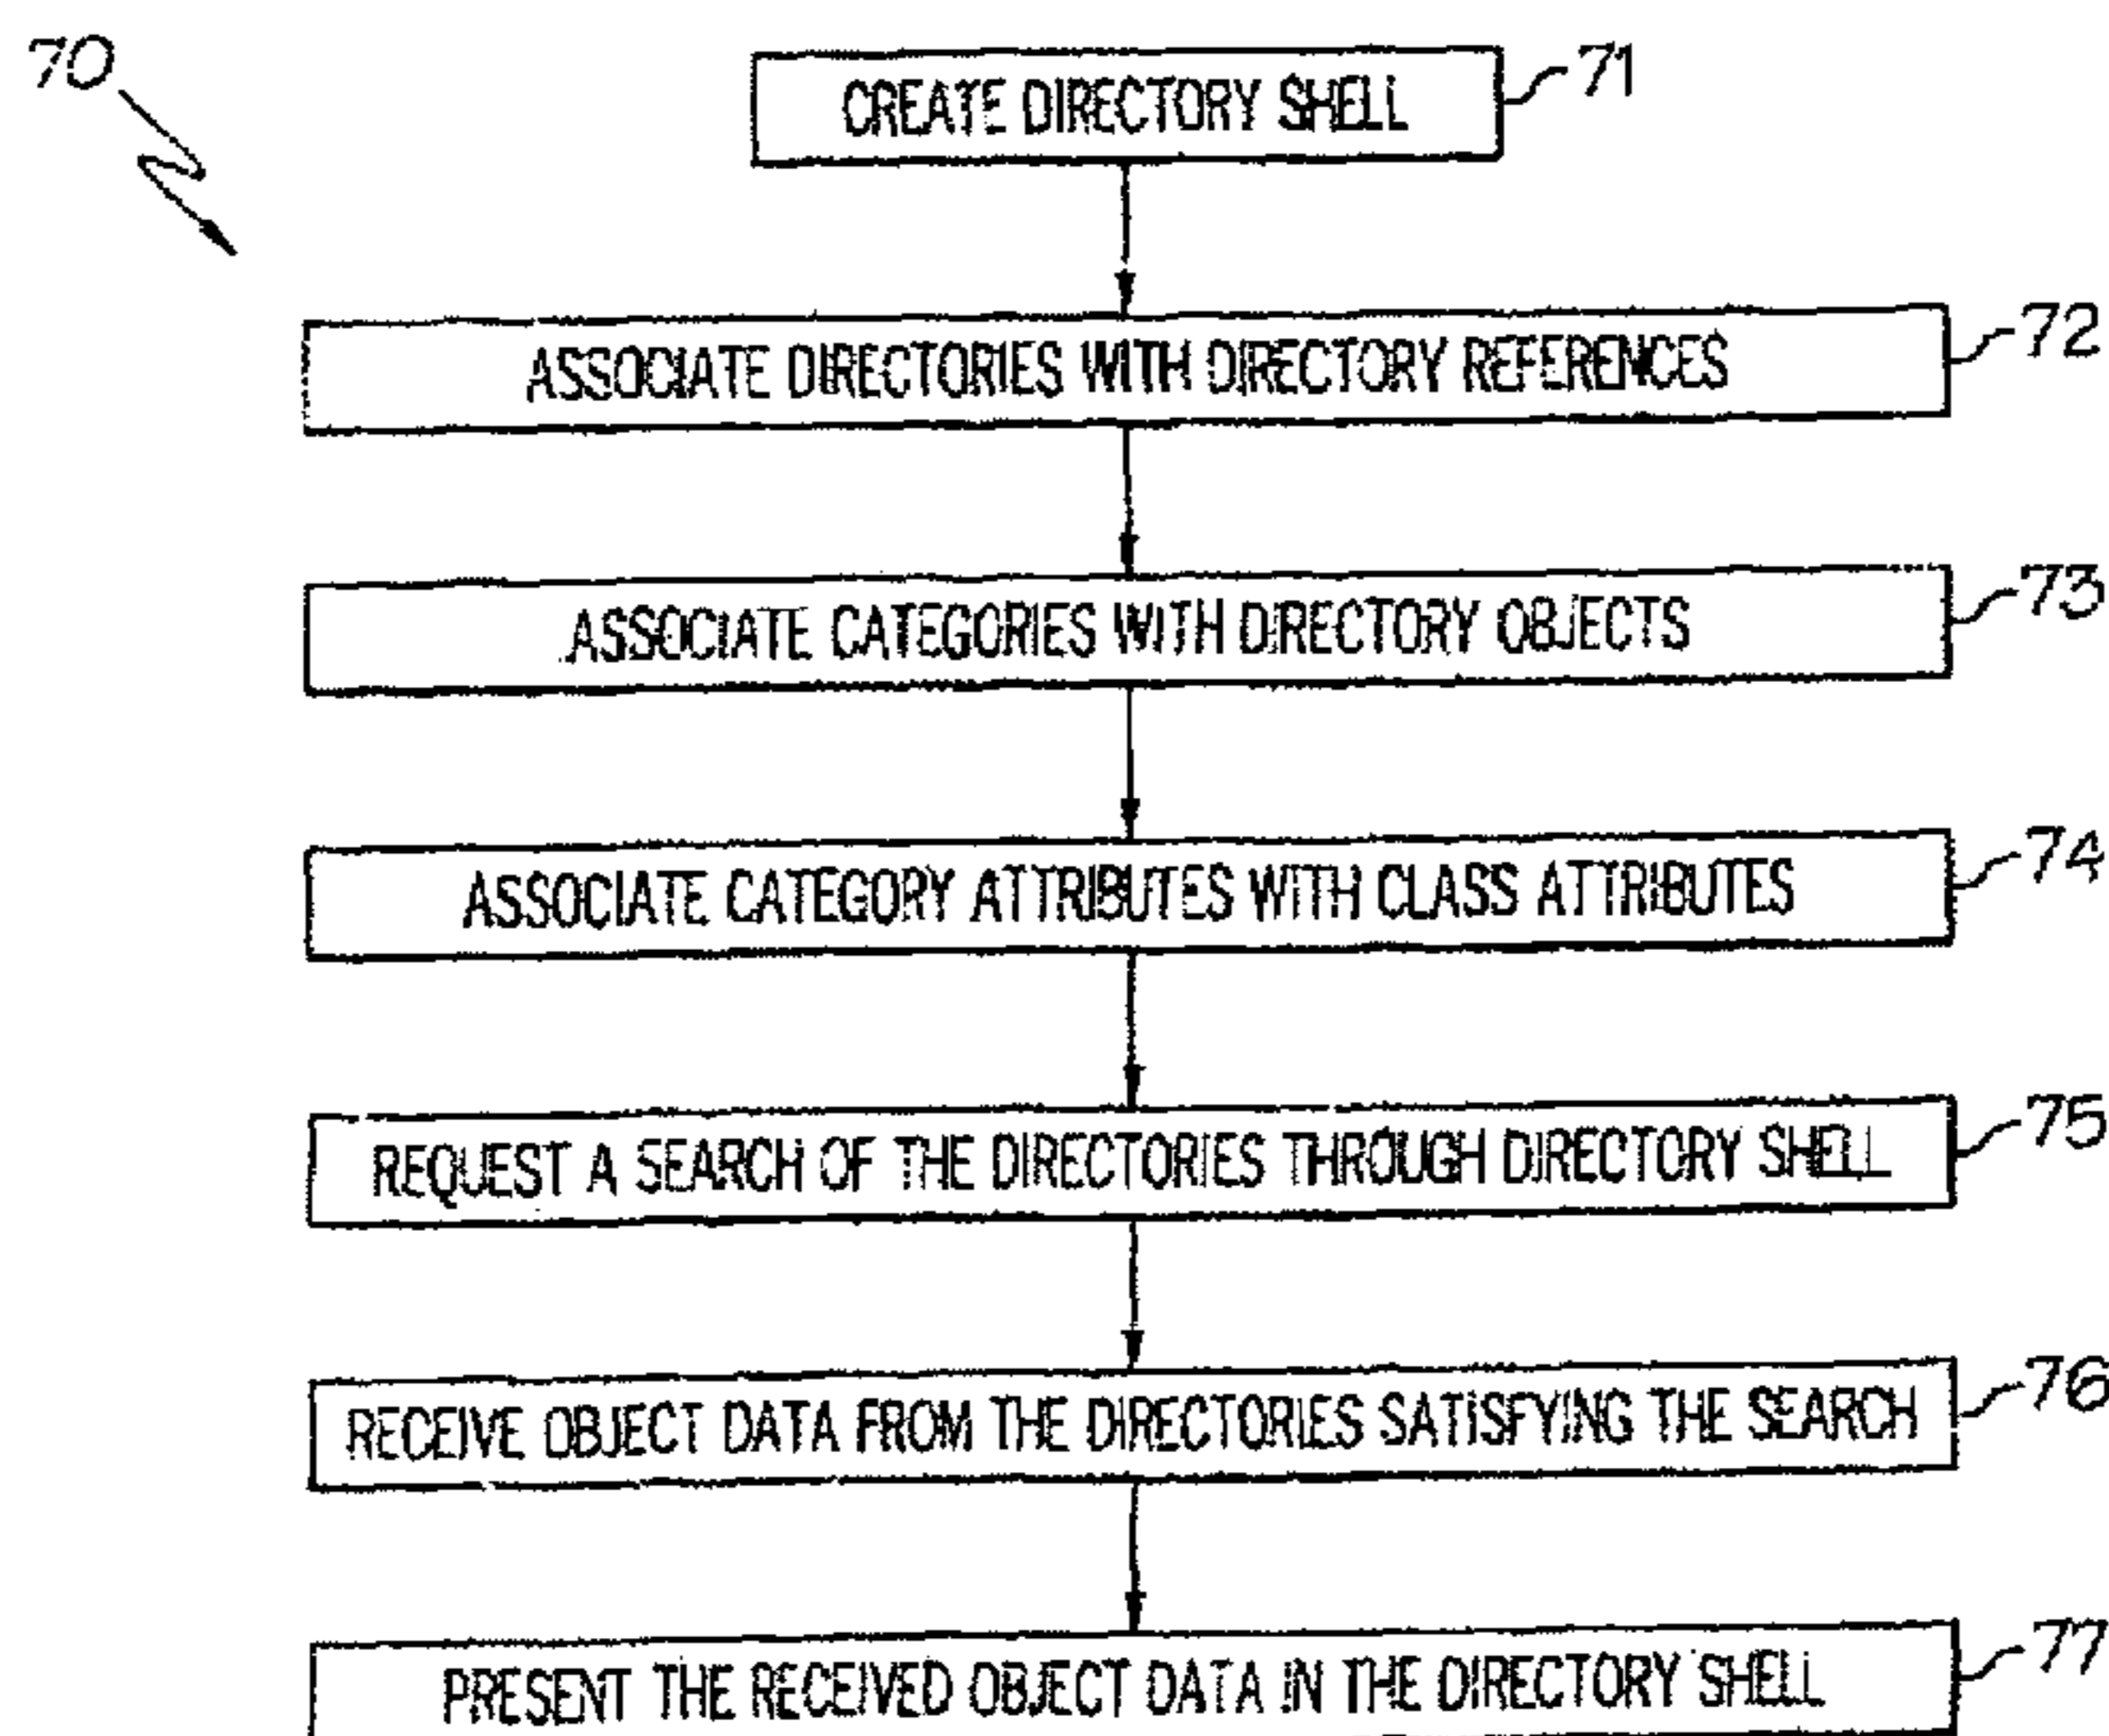 70
CREATE DIRECTORY SHELL 71
ASSOCIATE DIRECTORIES WITH DIRECTORY REFERENCES 72
ASSOCIATE CATEGORIES WITH DIRECTORY OBJECTS 73
ASSOCIATE CATEGORY ATTRIBUTES WITH CLASS ATTRIBUTES 74
REQUEST A SEARCH OF THE DIRECTORIES THROUGH DIRECTORY SHELL 75
RECEIVE OBJECT DATA FROM THE DIRECTORIES SATISFYING THE SEARCH 76
PRESENT THE RECEIVED OBJECT DATA IN THE DIRECTORY SHELL 77